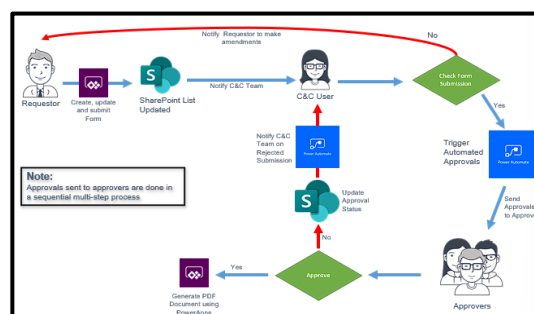 Notify Requestor to make
amendments
No
Requestor
Create, update
and submit
Form
S
SharePoint List
Updated
Notify C&C Team
C&C User
Check Form
Submission
Yes
Notify C&C
Team on
Rejected
Submission
Power Automate
Trigger
Automated
Approvals
Power Automate
Note:
Approvals sent to approvers are done in
a sequential multi-step process
S
Update
Approval
Status
Send
Approvals
to Approv
No
Yes
Approve
Approvers
Generate PDF
Document using
PowerApps